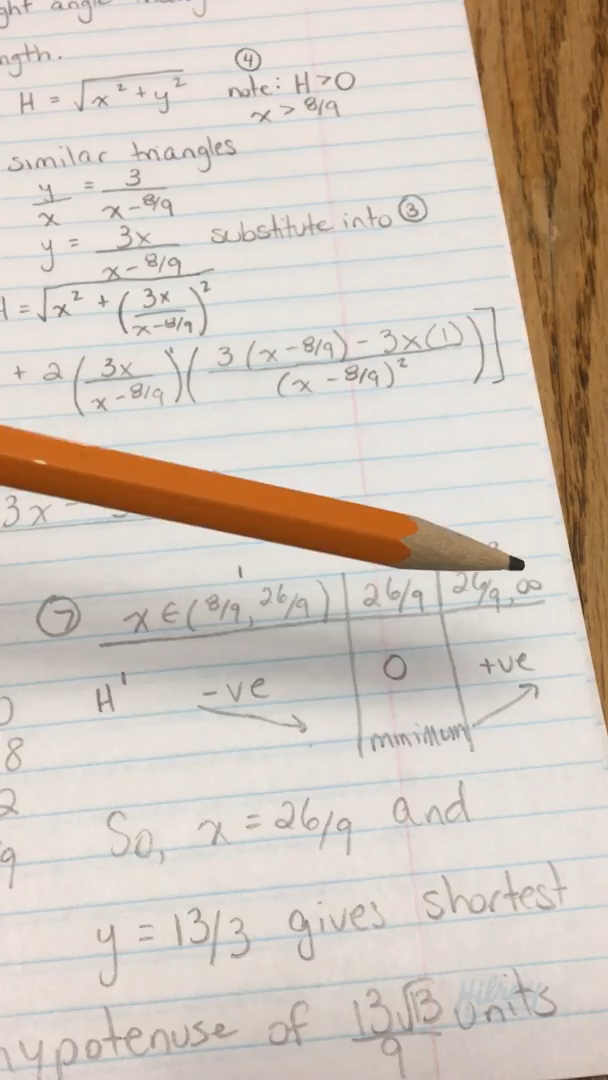 ght angle
ngth.
④
H = √x² + y² note: H > 0
x > 8/9
similar triangles
y/x = 3/(x - 8/9)
y = 3x/(x - 8/9) substitute into ③
H = √x² + (3x/(x - 8/9))²
+ 2 (3x/(x - 8/9)) (3(x - 8/9) - 3x(1)/(x - 8/9)²)]
3x -
⑦ x ∈ (8/9, 26/9) | 26/9 | 26/9, ∞
H' -ve 0 +ve
minimum
8
2
9
So, x = 26/9 and
y = 13/3 gives shortest
hypotenuse of 13√13/9 units